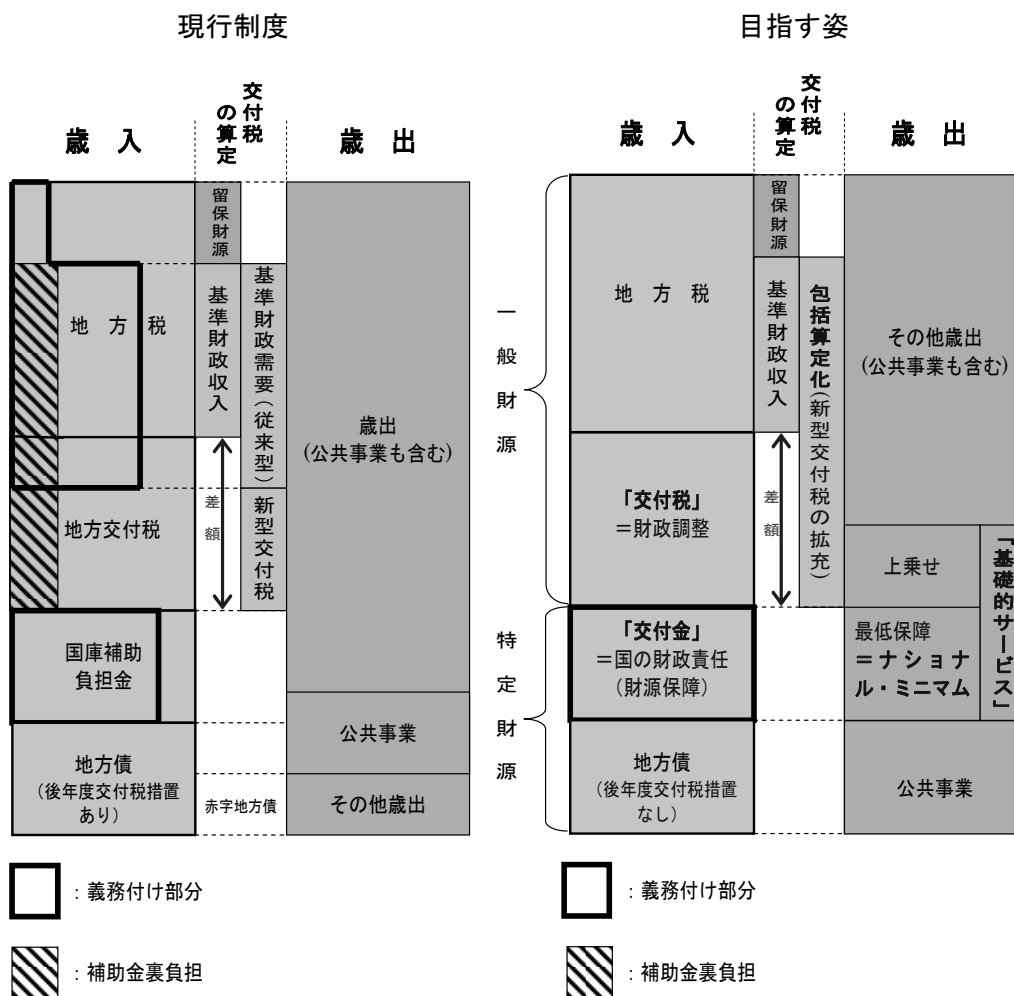 現行制度
歳 入
交付税
の算定
歳 出
留保財源
地 方 税
基準財政収入
基準財政需要(従来型)
歳出
(公共事業も含む)
地方交付税
差 額
新型交付税
国庫補助
負担金
公共事業
地方債
(後年度交付税措置
あり)
赤字地方債
その他歳出
:義務付け部分
:補助金裏負担
目指す姿
歳 入
交付税
の算定
歳 出
一般財源
留保財源
地 方 税
基準財政収入
包括算定化(新型交付税の拡充)
その他歳出
(公共事業も含む)
「交付税」
=財政調整
差 額
上乗せ
「基礎的サービス」
特定財源
「交付金」
=国の財政責任
(財源保障)
最低保障
=ナショナ
ル・ミニマム
地方債
(後年度交付税措置
なし)
公共事業
:義務付け部分
:補助金裏負担